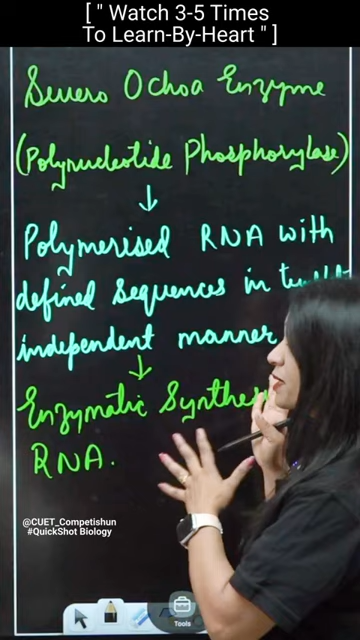 [ " Watch 3-5 Times
To Learn-By-Heart " ]
Severo Ochoa Enzyme
(Polynucleotide Phosphorylase)
↓
Polymerised RNA with
defined sequences in
independent manner
↓
Enzymatic
RNA.
@CUET_Competishun
#QuickShot Biology
Tools